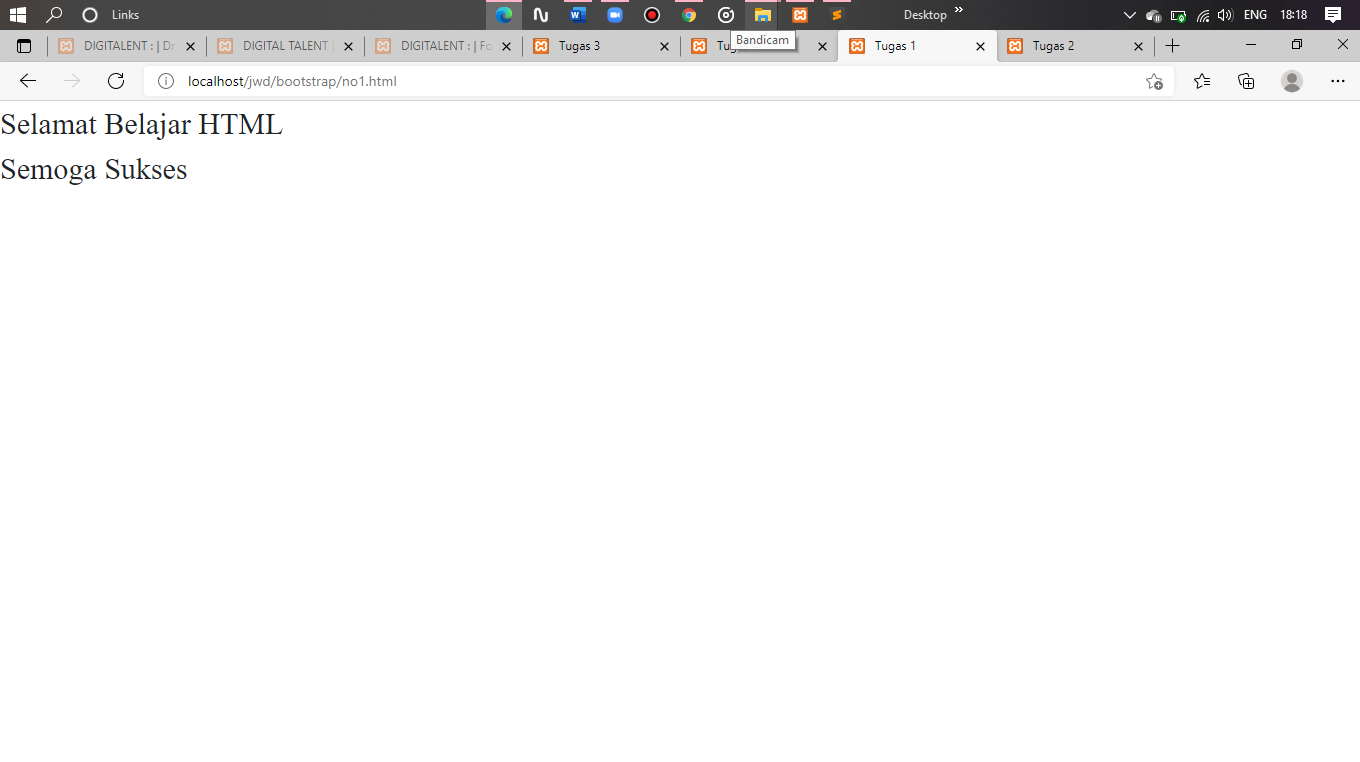 Links
Desktop
ENG 18:18
DIGITALENT : | Dr
DIGITAL TALENT |
DIGITALENT : | Fo
Tugas 3
Tug
Bandicam
Tugas 1
Tugas 2
localhost/jwd/bootstrap/no1.html
Selamat Belajar HTML
Semoga Sukses